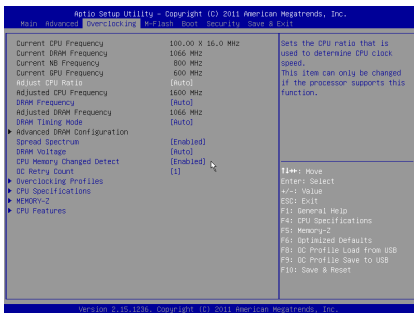 Aptio Setup Utility – Copyright (C) 2011 American Megatrends, Inc.
Main Advanced Overclocking M-Flash Boot Security Save & Exit
Current CPU Frequency 100.00 X 16.0 MHz
Current DRAM Frequency 1066 MHz
Current NB Frequency 800 MHz
Current GPU Frequency 600 MHz
Adjust CPU Ratio [Auto]
Adjusted CPU Frequency 1600 MHz
DRAM Frequency [Auto]
Adjusted DRAM Frequency 1066 MHz
DRAM Timing Mode [Auto]
Advanced DRAM Configuration
Spread Spectrum [Enabled]
DRAM Voltage [Auto]
CPU Memory Changed Detect [Enabled]
OC Retry Count [1]
Overclocking Profiles
CPU Specifications
MEMORY-Z
CPU Features
Sets the CPU ratio that is
used to determine CPU clock
speed.
This item can only be changed
if the processor supports this
function.
↑↓←→: Move
Enter: Select
+/-: Value
ESC: Exit
F1: General Help
F4: CPU Specifications
F5: Memory-Z
F6: Optimized Defaults
F8: OC Profile Load from USB
F9: OC Profile Save to USB
F10: Save & Reset
Version 2.15.1236. Copyright (C) 2011 American Megatrends, Inc.